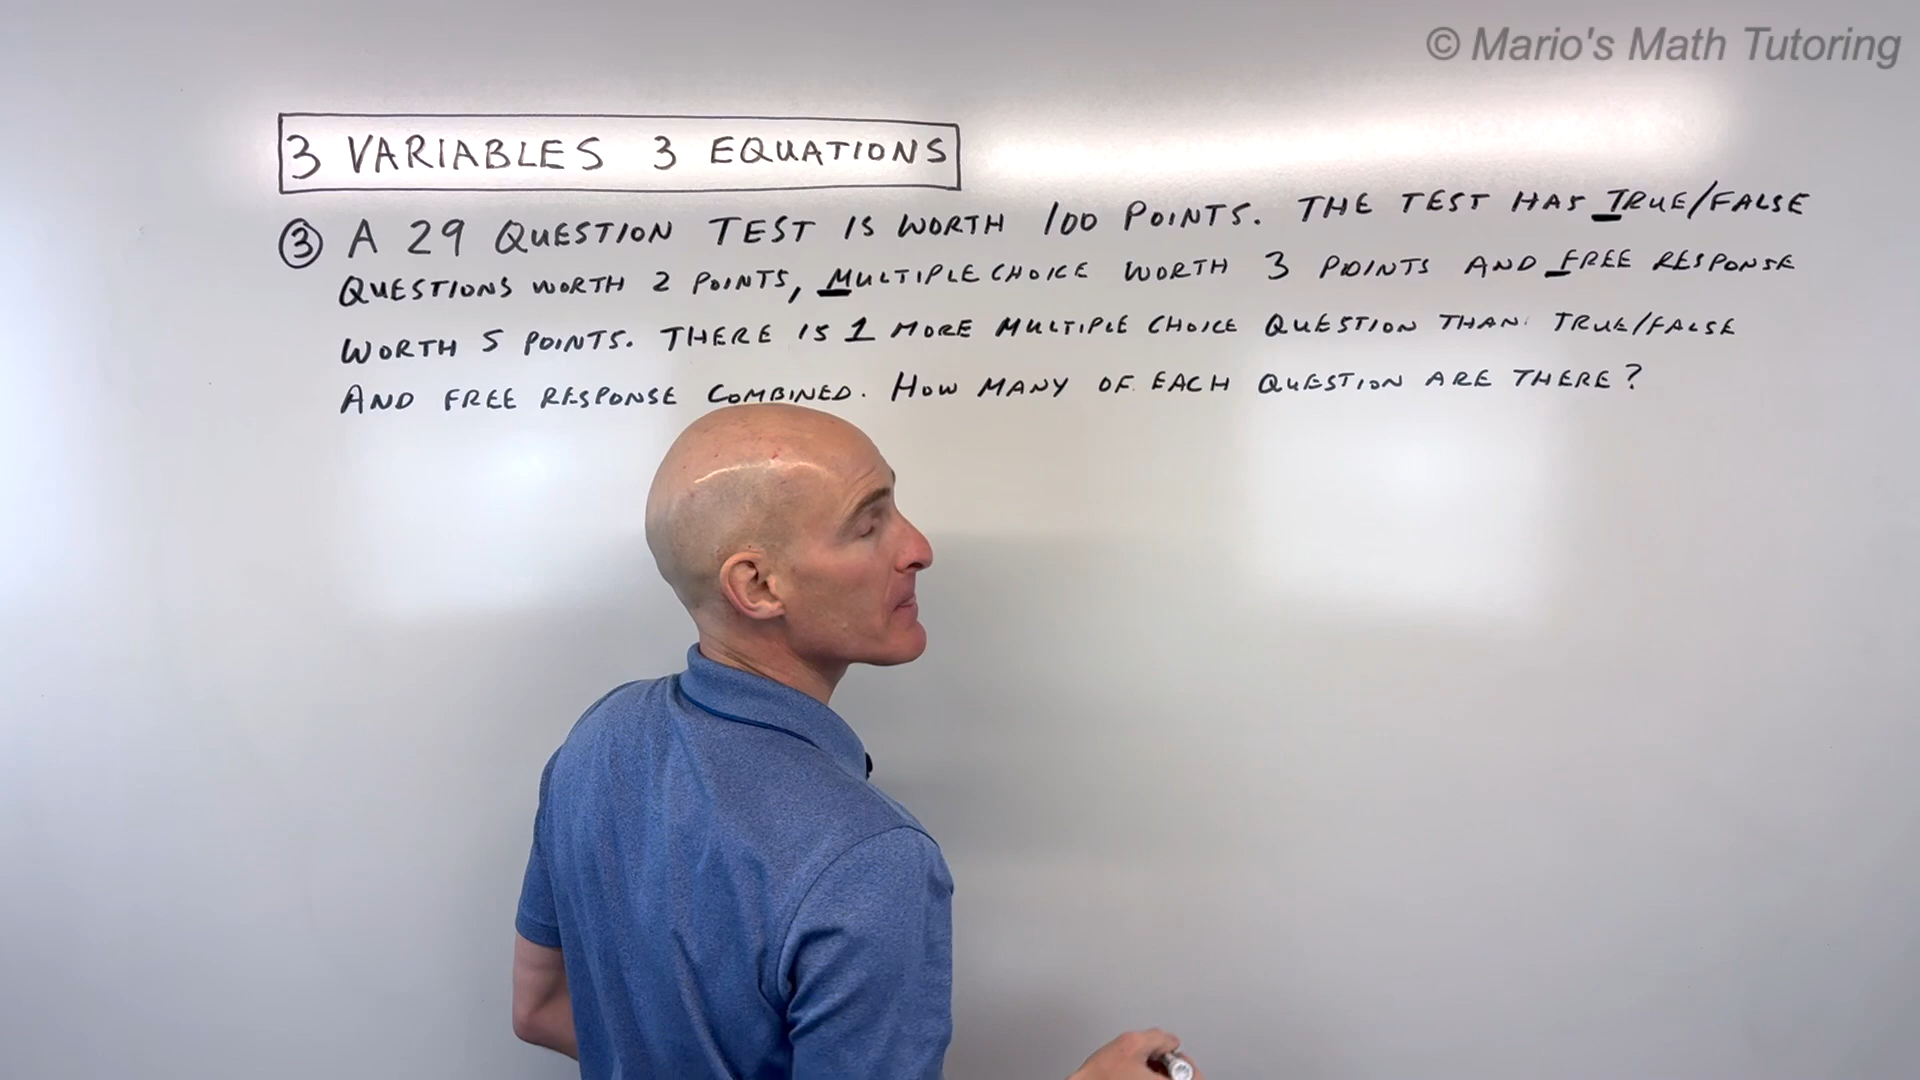 © Mario's Math Tutoring
3 VARIABLES 3 EQUATIONS
③ A 29 QUESTION TEST IS WORTH 100 POINTS. THE TEST HAS TRUE/FALSE
QUESTIONS WORTH 2 POINTS, MULTIPLE CHOICE WORTH 3 POINTS AND FREE RESPONSE
WORTH 5 POINTS. THERE IS 1 MORE MULTIPLE CHOICE QUESTION THAN TRUE/FALSE
AND FREE RESPONSE COMBINED. HOW MANY OF EACH QUESTION ARE THERE?